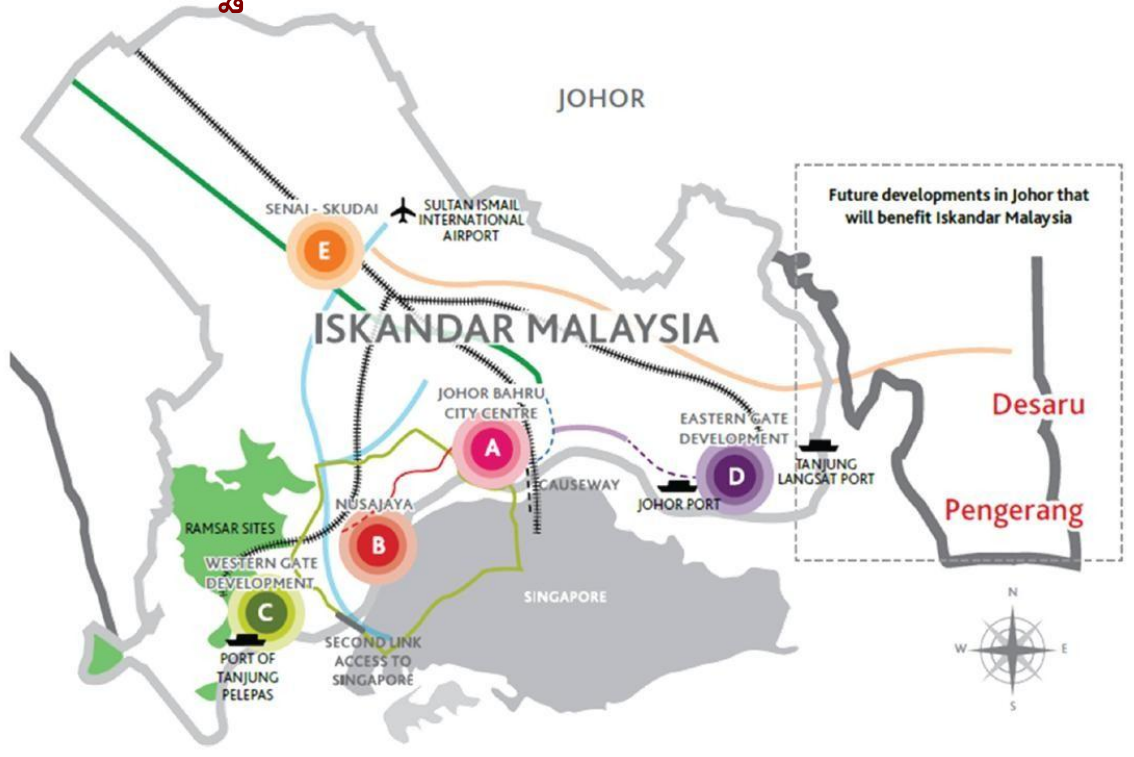 JOHOR
Future developments in Johor that
will benefit Iskandar Malaysia
SENAI - SKUDAI
SULTAN ISMAIL
INTERNATIONAL
AIRPORT
E
ISKANDAR MALAYSIA
JOHOR BAHRU
CITY CENTRE
A
EASTERN GATE
DEVELOPMENT
D
Desaru
TANJUNG
LANGSAT PORT
CAUSEWAY
JOHOR PORT
Pengerang
NUSAJAYA
B
RAMSAR SITES
WESTERN GATE
DEVELOPMENT
C
SINGAPORE
SECOND LINK
ACCESS TO
SINGAPORE
PORT OF
TANJUNG
PELEPAS
N
W
E
S